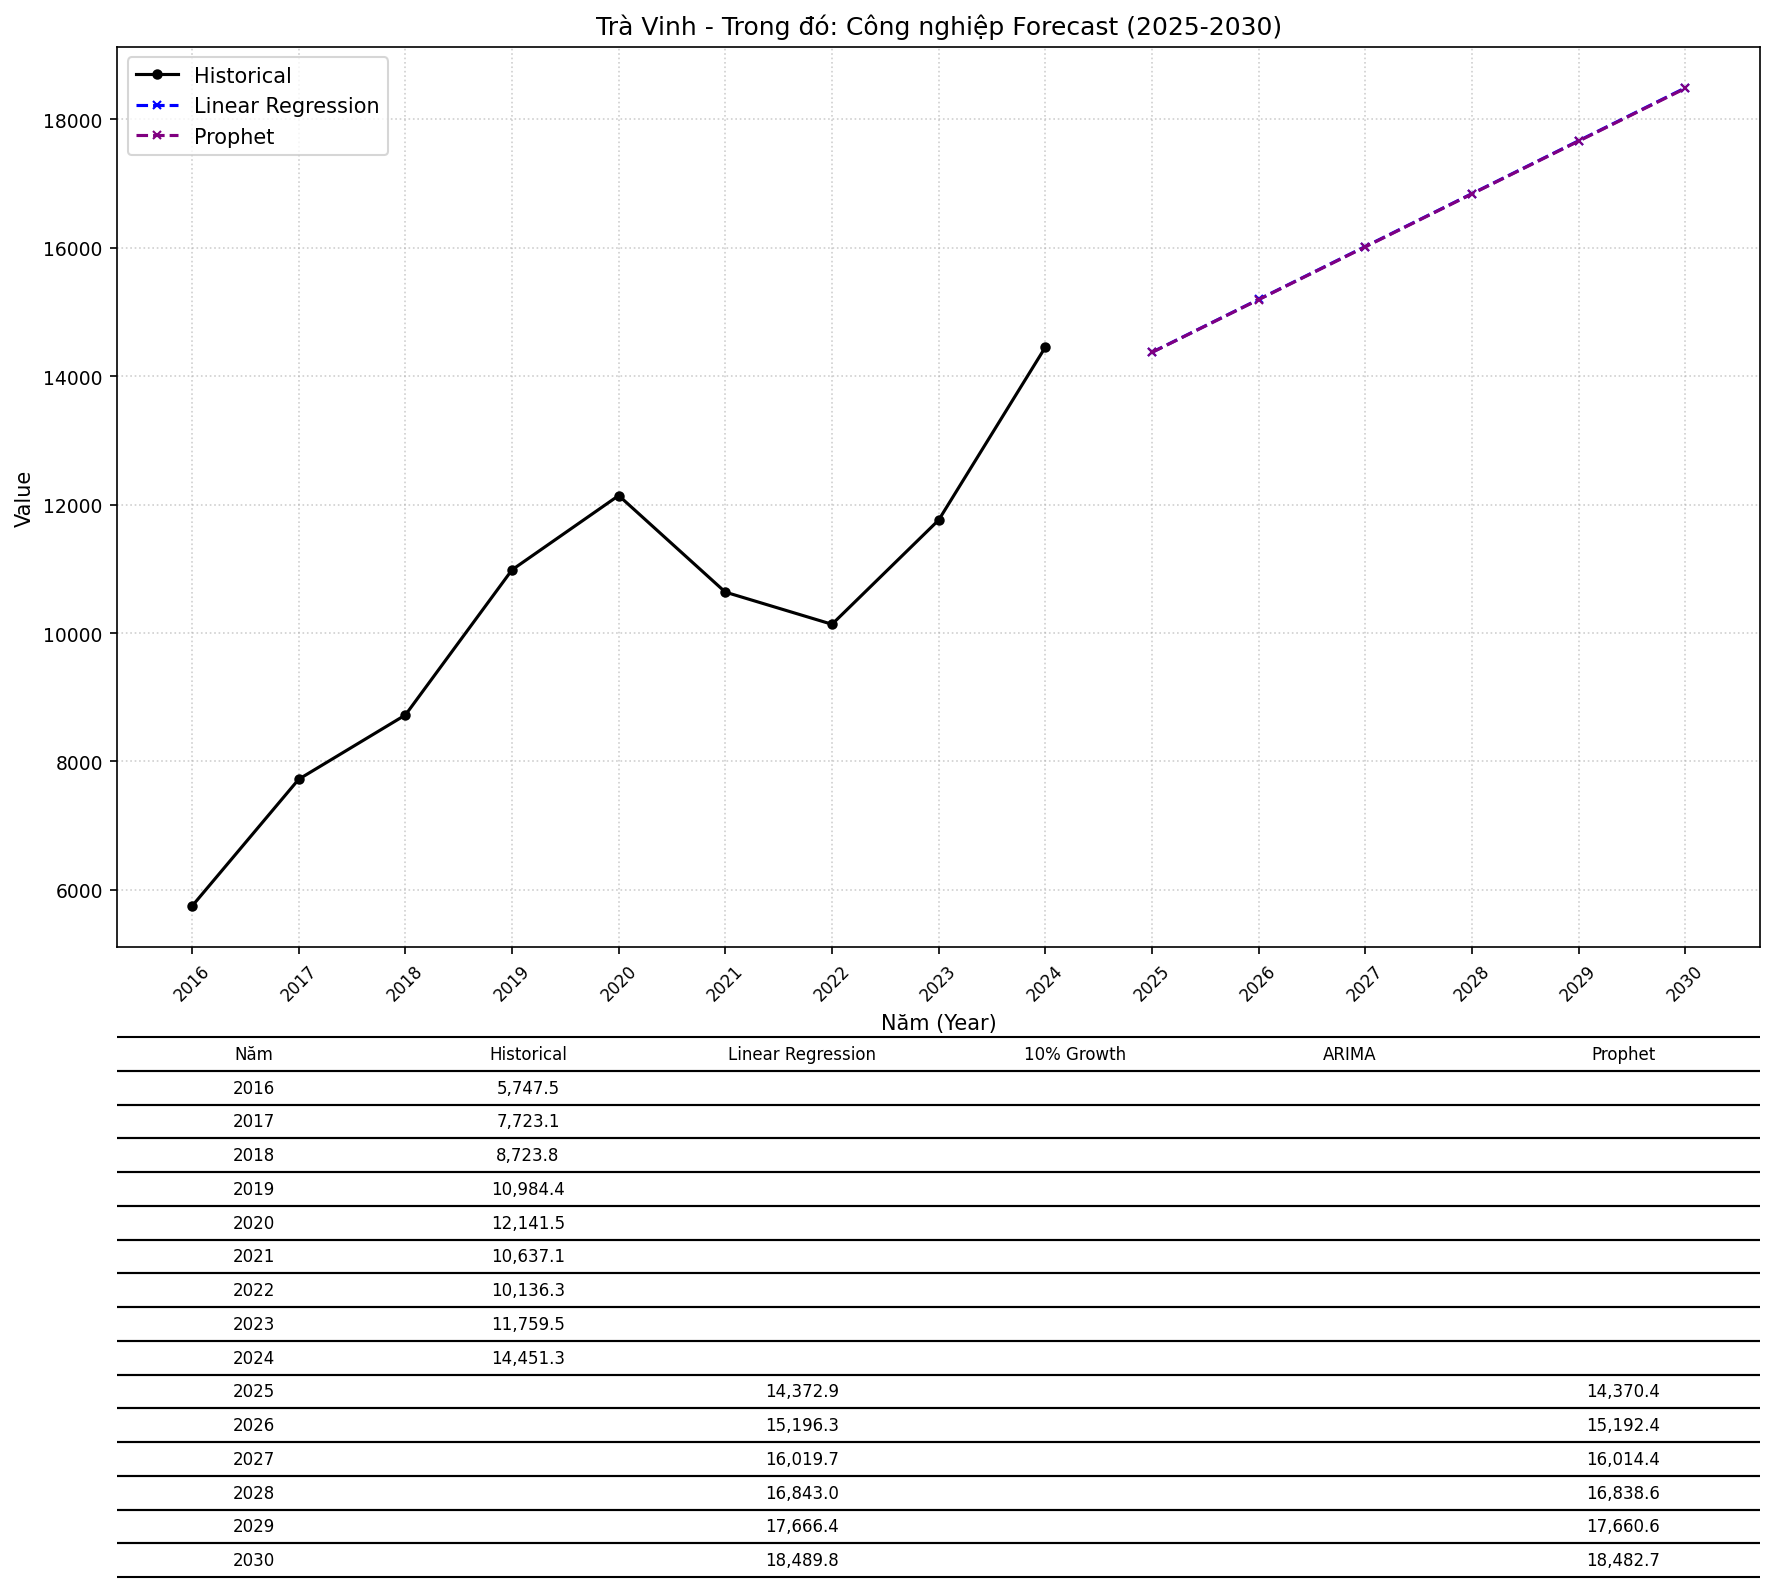 Trà Vinh - Trong đó: Công nghiệp Forecast (2025-2030)
Historical
Linear Regression
Prophet
Value
18000
16000
14000
12000
10000
8000
6000
2016 2017 2018 2019 2020 2021 2022 2023 2024 2025 2026 2027 2028 2029 2030
Năm (Year)
Năm Historical Linear Regression 10% Growth ARIMA Prophet
2016 5,747.5
2017 7,723.1
2018 8,723.8
2019 10,984.4
2020 12,141.5
2021 10,637.1
2022 10,136.3
2023 11,759.5
2024 14,451.3
2025 14,372.9 14,370.4
2026 15,196.3 15,192.4
2027 16,019.7 16,014.4
2028 16,843.0 16,838.6
2029 17,666.4 17,660.6
2030 18,489.8 18,482.7